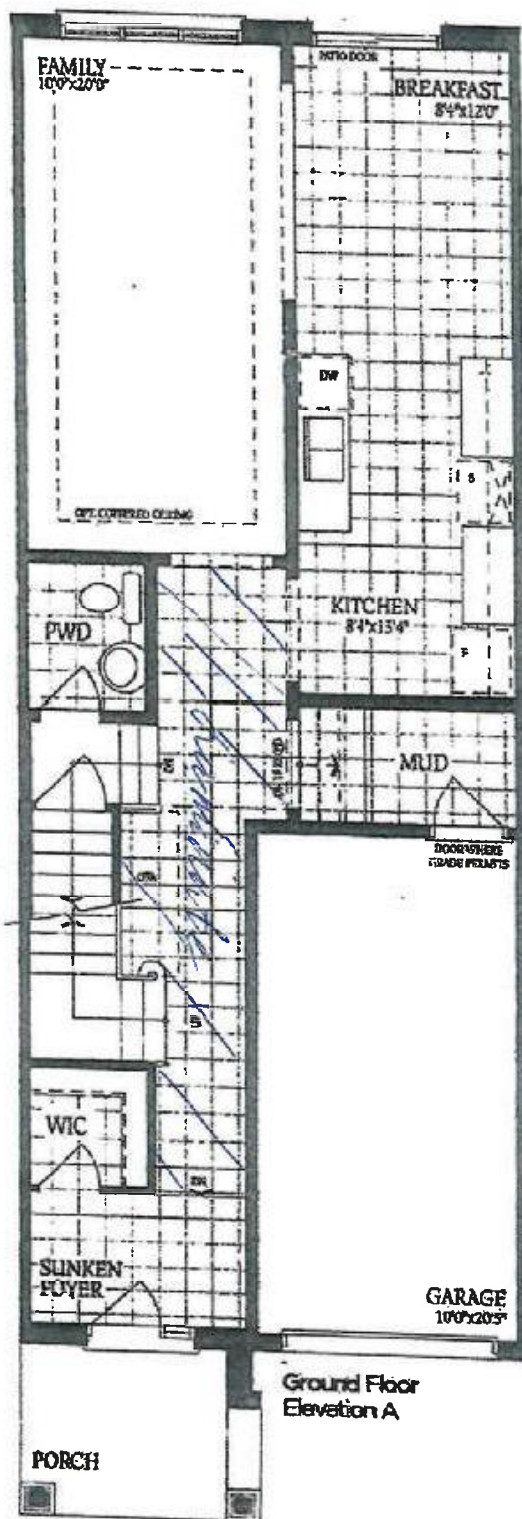 FAMILY
10'0"x20'0"
PATIO DOOR
BREAKFAST
8'4"x12'0"
DW
S
OPT. COFFERED CEILING
KITCHEN
8'4"x13'4"
F
PWD
DN
MUD
DOOR WHERE
GRADE PERMITS
WIC
DN
SUNKEN
FOYER
GARAGE
10'0"x20'5"
Ground Floor
Elevation A
PORCH